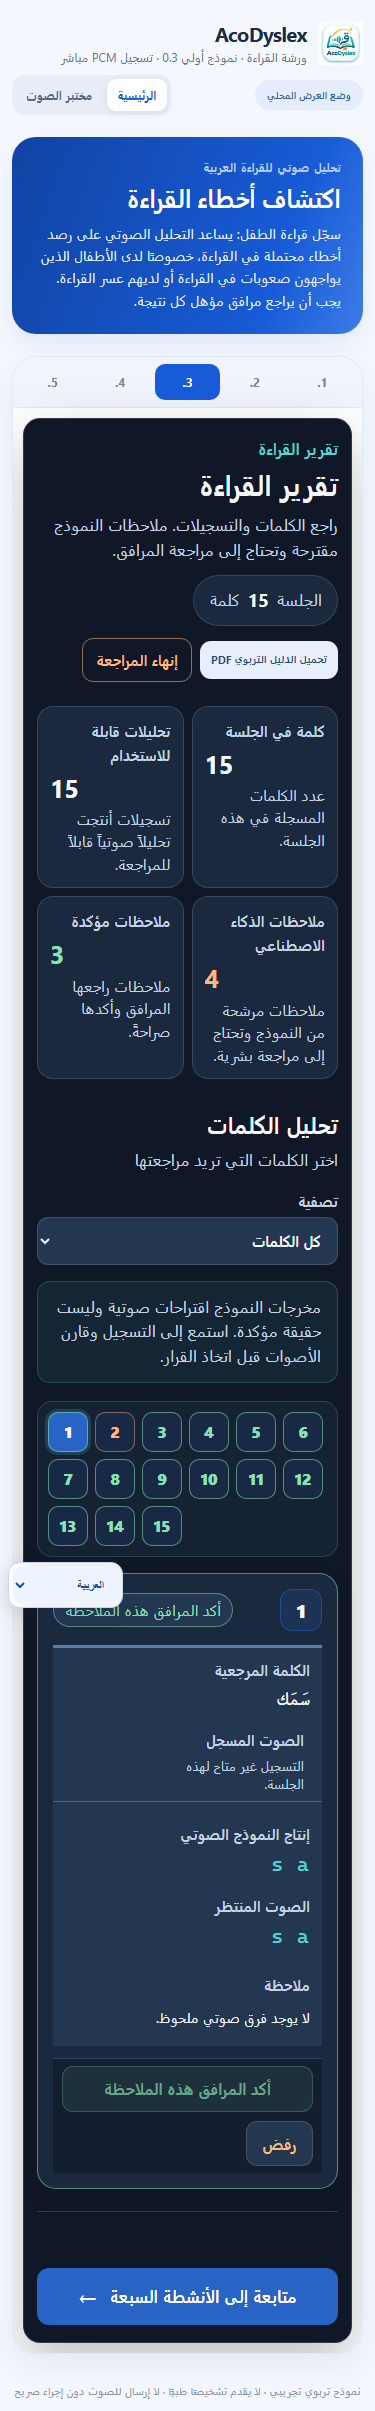 AcoDyslex
ورشة القراءة · نموذج أولي 0.3 · تسجيل PCM مباشر
AcoDyslex
وضع العرض المحلي
الرئيسية
مختبر الصوت
تحليل صوتي للقراءة العربية
اكتشاف أخطاء القراءة
سجّل قراءة الطفل: يساعد التحليل الصوتي على رصد
أخطاء محتملة في القراءة، خصوصًا لدى الأطفال الذين
يواجهون صعوبات في القراءة أو لديهم عسر القراءة.
يجب أن يراجع مرافق مؤهل كل نتيجة.
1.
2.
3.
4.
5.
تقرير القراءة
تقرير القراءة
راجع الكلمات والتسجيلات. ملاحظات النموذج
مقترحة وتحتاج إلى مراجعة المرافق.
الجلسة 15 كلمة
تحميل الدليل التربوي PDF
إنهاء المراجعة
كلمة في الجلسة
15
عدد الكلمات
المسجلة في هذه
الجلسة.
تحليلات قابلة
للاستخدام
15
تسجيلات أنتجت
تحليلاً صوتياً قابلاً
للمراجعة.
ملاحظات الذكاء
الاصطناعي
4
ملاحظات مرشحة
من النموذج وتحتاج
إلى مراجعة بشرية.
ملاحظات مؤكدة
3
ملاحظات راجعها
المرافق وأكدها
صراحةً.
تحليل الكلمات
اختر الكلمات التي تريد مراجعتها
تصفية
كل الكلمات
مخرجات النموذج اقتراحات صوتية وليست
حقيقة مؤكدة. استمع إلى التسجيل وقارن
الأصوات قبل اتخاذ القرار.
1 2 3 4 5 6
7 8 9 10 11 12
13 14 15
العربية
1
أكد المرافق هذه الملاحظة
الكلمة المرجعية
سَمَك
الصوت المسجل
التسجيل غير متاح لهذه
الجلسة.
إنتاج النموذج الصوتي
s a
الصوت المنتظر
s a
ملاحظة
لا يوجد فرق صوتي ملحوظ.
أكد المرافق هذه الملاحظة
رفض
متابعة إلى الأنشطة السبعة ←
نموذج تربوي تجريبي · لا يقدم تشخيصًا طبيًا · لا إرسال للصوت دون إجراء صريح